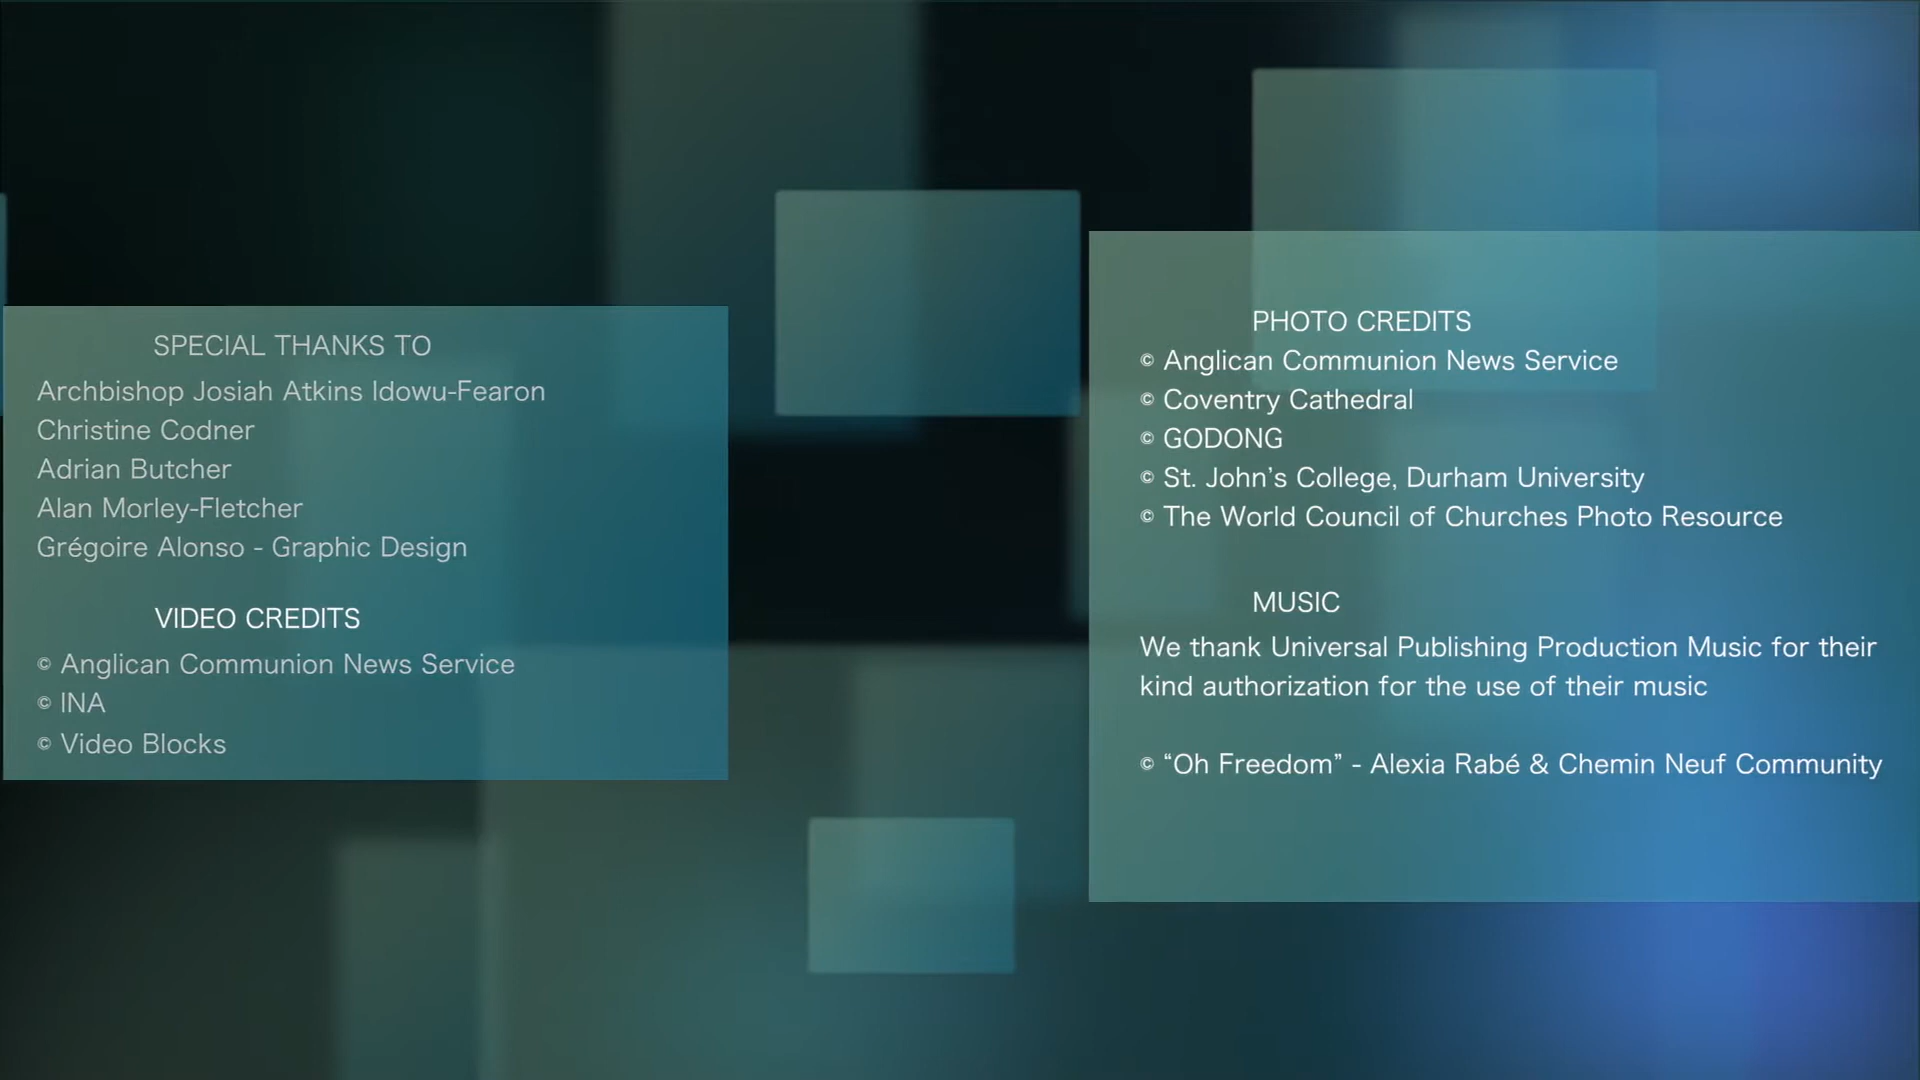 SPECIAL THANKS TO
Archbishop Josiah Atkins Idowu-Fearon
Christine Codner
Adrian Butcher
Alan Morley-Fletcher
Grégoire Alonso - Graphic Design
VIDEO CREDITS
© Anglican Communion News Service
© INA
© Video Blocks
PHOTO CREDITS
© Anglican Communion News Service
© Coventry Cathedral
© GODONG
© St. John’s College, Durham University
© The World Council of Churches Photo Resource
MUSIC
We thank Universal Publishing Production Music for their
kind authorization for the use of their music
© “Oh Freedom” - Alexia Rabé & Chemin Neuf Community